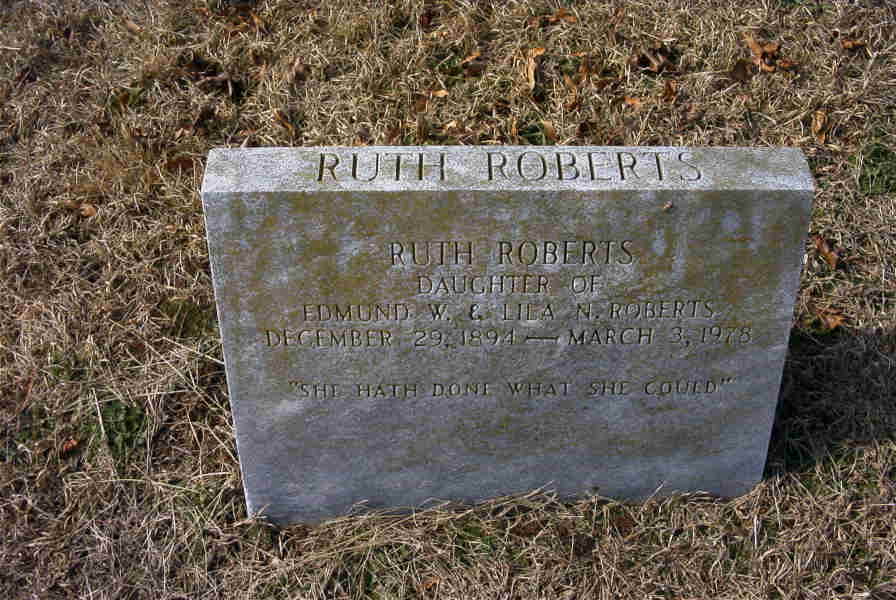 RUTH ROBERTS
RUTH ROBERTS
DAUGHTER OF
EDMUND W. & LILA N. ROBERTS
DECEMBER 29, 1894 — MARCH 3, 1978
"SHE HATH DONE WHAT SHE COULD"